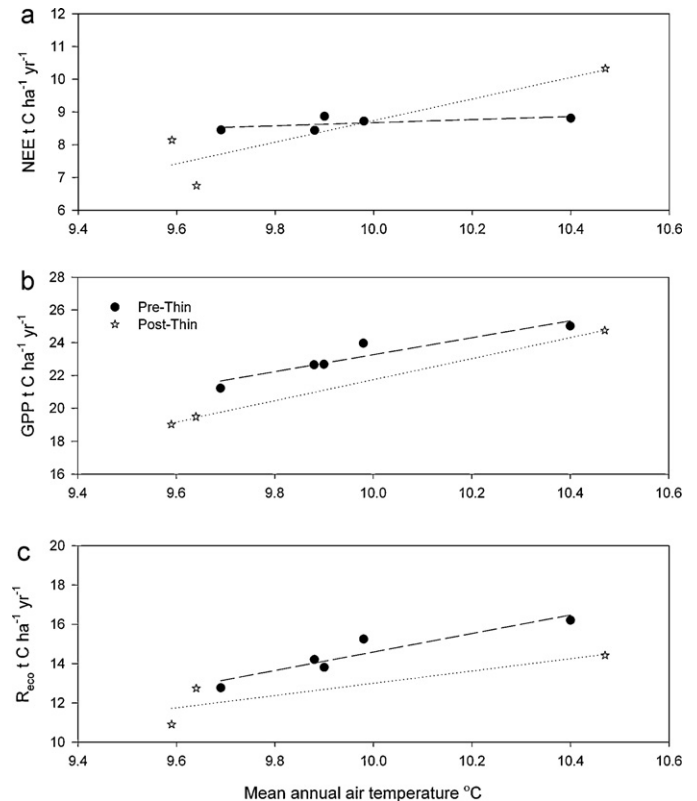 a
NEE t C ha⁻¹ yr⁻¹
12
11
10
9
8
7
6
9.4 9.6 9.8 10.0 10.2 10.4 10.6
b
GPP t C ha⁻¹ yr⁻¹
28
26
24
22
20
18
16
Pre-Thin
Post-Thin
9.4 9.6 9.8 10.0 10.2 10.4 10.6
c
Reco t C ha⁻¹ yr⁻¹
20
18
16
14
12
10
9.4 9.6 9.8 10.0 10.2 10.4 10.6
Mean annual air temperature °C